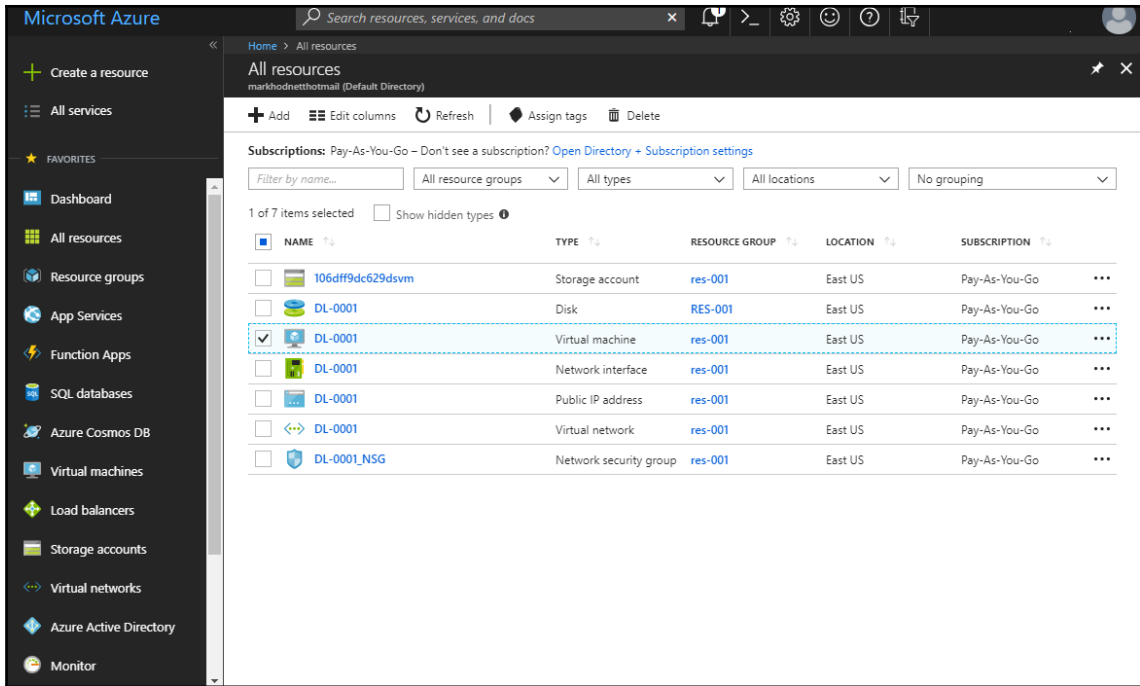 Microsoft Azure
Search resources, services, and docs
Create a resource
All services
FAVORITES
Dashboard
All resources
Resource groups
App Services
Function Apps
SQL databases
Azure Cosmos DB
Virtual machines
Load balancers
Storage accounts
Virtual networks
Azure Active Directory
Monitor
Home > All resources
All resources
markhodnetthotmail (Default Directory)
Add Edit columns Refresh Assign tags Delete
Subscriptions: Pay-As-You-Go – Don't see a subscription? Open Directory + Subscription settings
Filter by name... All resource groups All types All locations No grouping
1 of 7 items selected Show hidden types
NAME TYPE RESOURCE GROUP LOCATION SUBSCRIPTION
106dff9dc629dsvm Storage account res-001 East US Pay-As-You-Go
DL-0001 Disk RES-001 East US Pay-As-You-Go
DL-0001 Virtual machine res-001 East US Pay-As-You-Go
DL-0001 Network interface res-001 East US Pay-As-You-Go
DL-0001 Public IP address res-001 East US Pay-As-You-Go
DL-0001 Virtual network res-001 East US Pay-As-You-Go
DL-0001_NSG Network security group res-001 East US Pay-As-You-Go